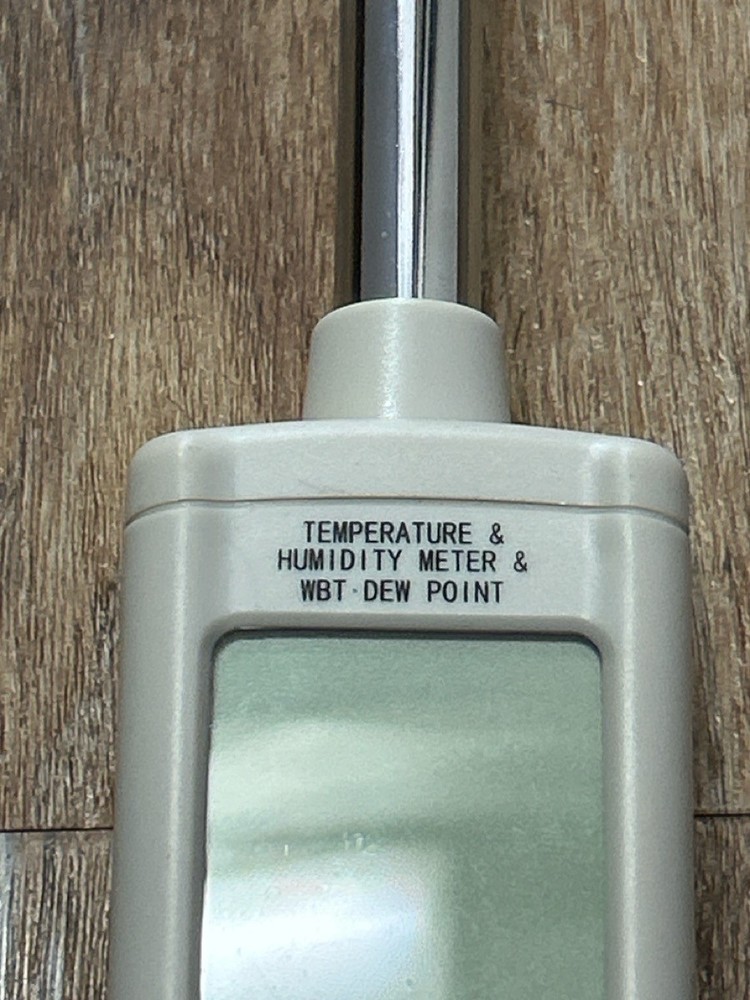 TEMPERATURE &
HUMIDITY METER &
WBT·DEW POINT